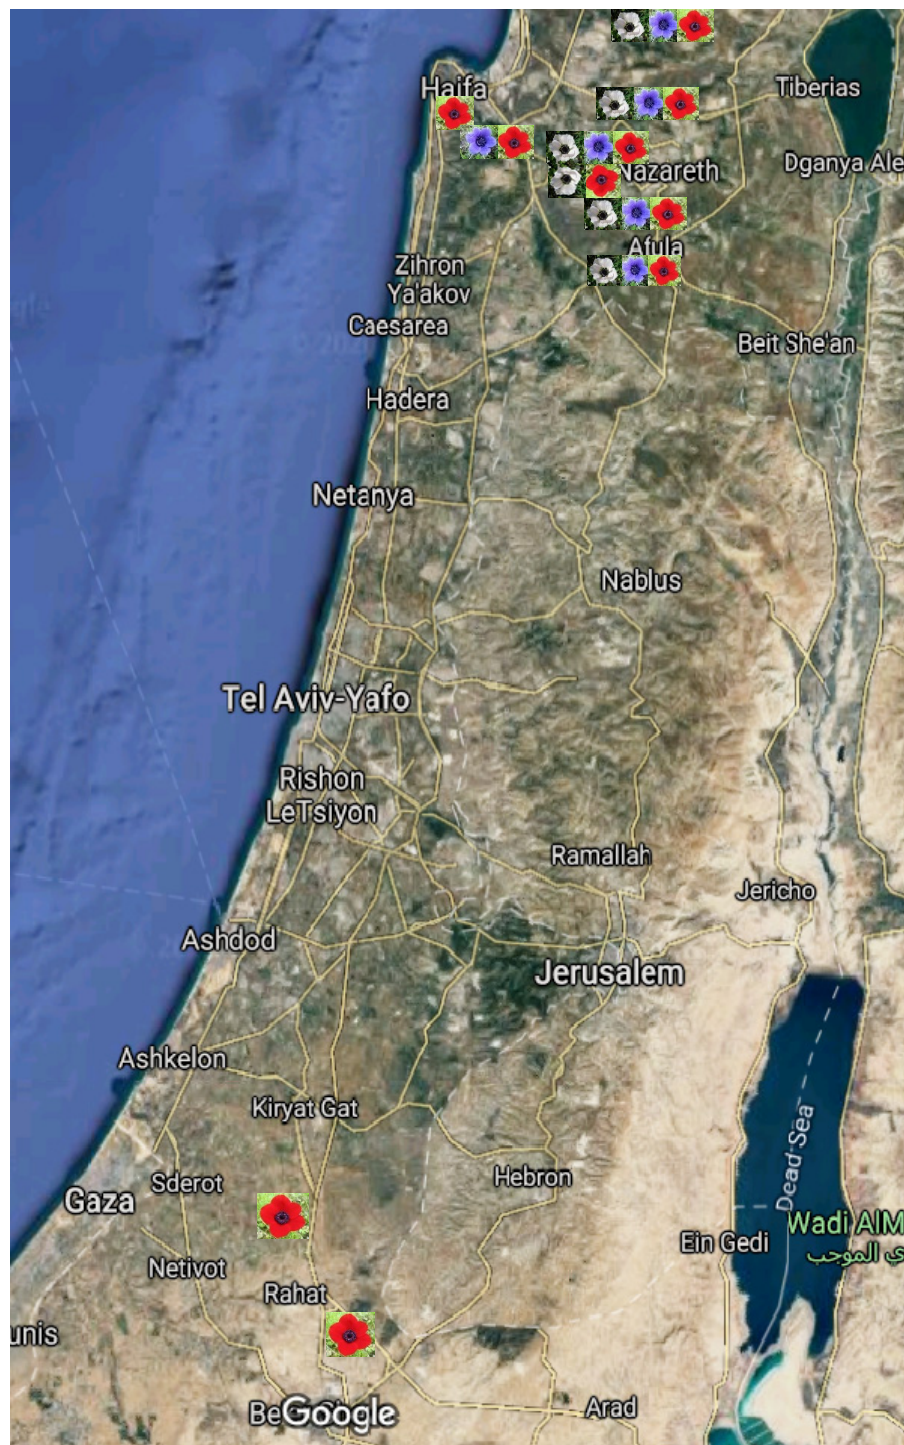 Haifa
Tiberias
Dganya Ale
Nazareth
Afula
Zihron
Ya'akov
Caesarea
Beit She'an
Hadera
Netanya
Nablus
Tel Aviv-Yafo
Rishon
LeTsiyon
Ramallah
Jericho
Ashdod
Jerusalem
Ashkelon
Kiryat Gat
Dead Sea
Hebron
Sderot
Gaza
Wadi AlM
ي الموجب
Ein Gedi
Netivot
Rahat
unis
Be
Google
Arad